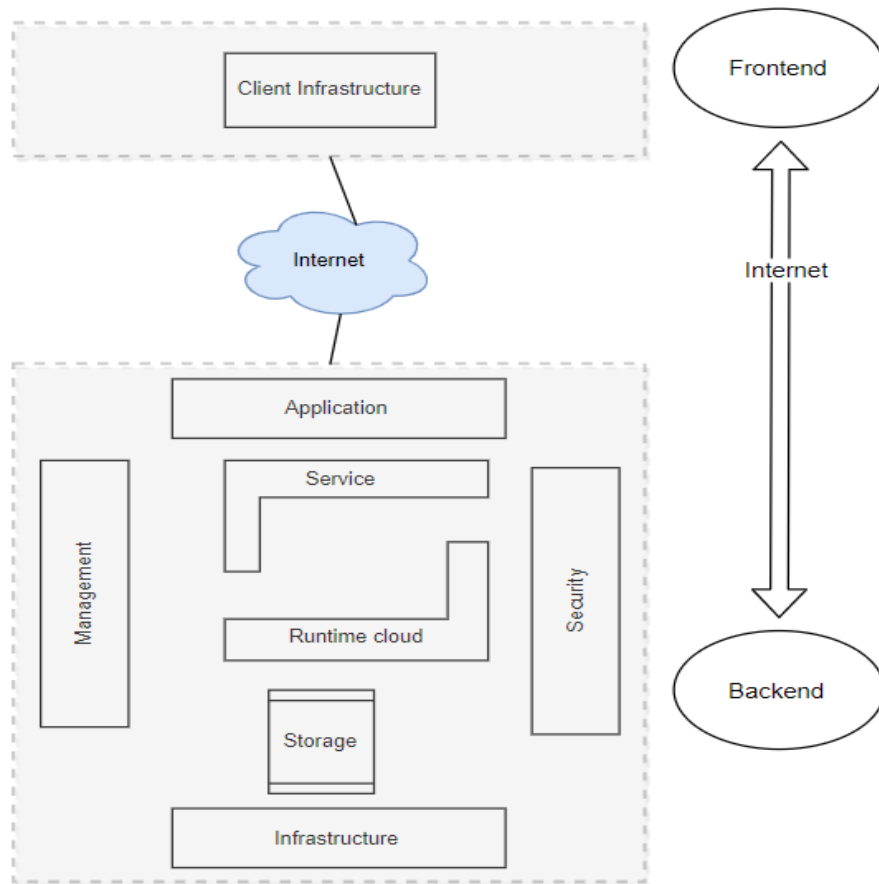 Client Infrastructure
Frontend
Internet
Internet
Application
Service
Management
Security
Runtime cloud
Backend
Storage
Infrastructure